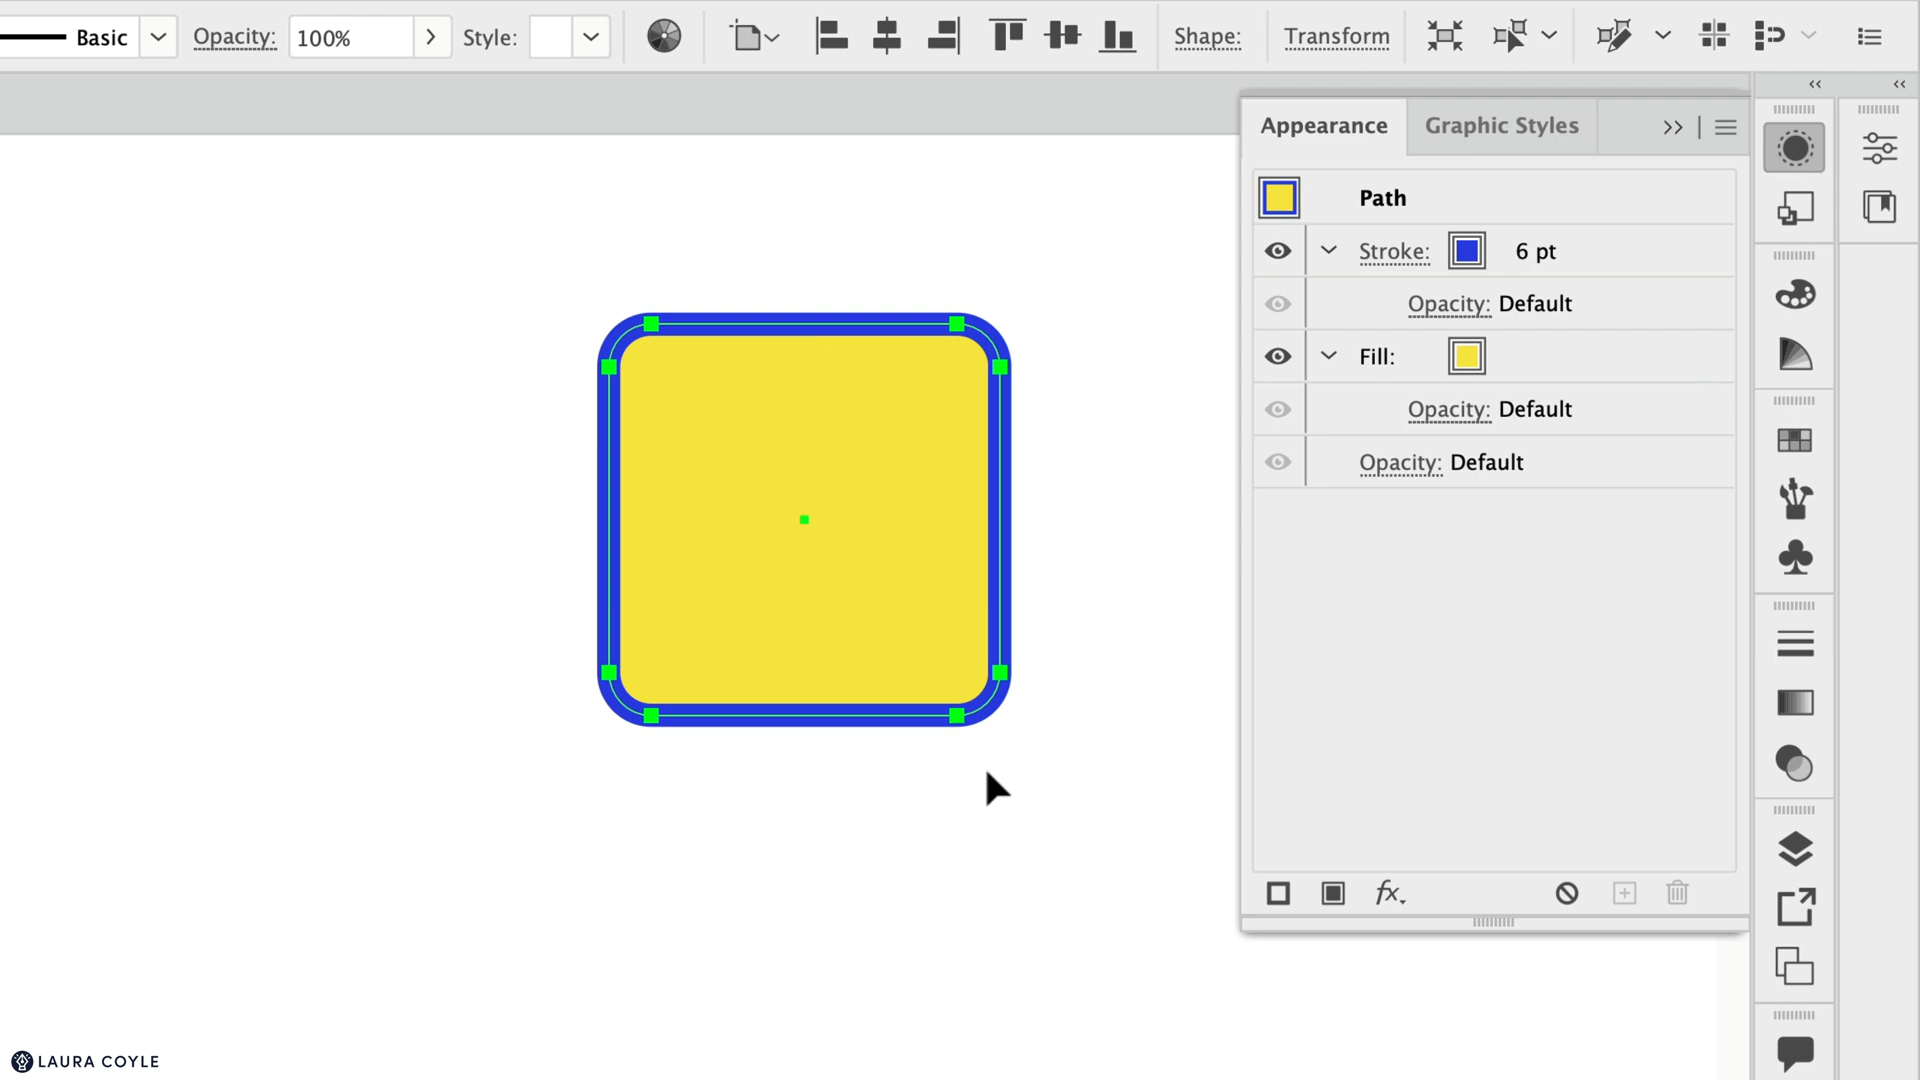 Basic
Opacity:
100%
Style:
Shape:
Transform
Appearance
Graphic Styles
Path
Stroke:
6 pt
Opacity: Default
Fill:
Opacity: Default
Opacity: Default
fx
LAURA COYLE